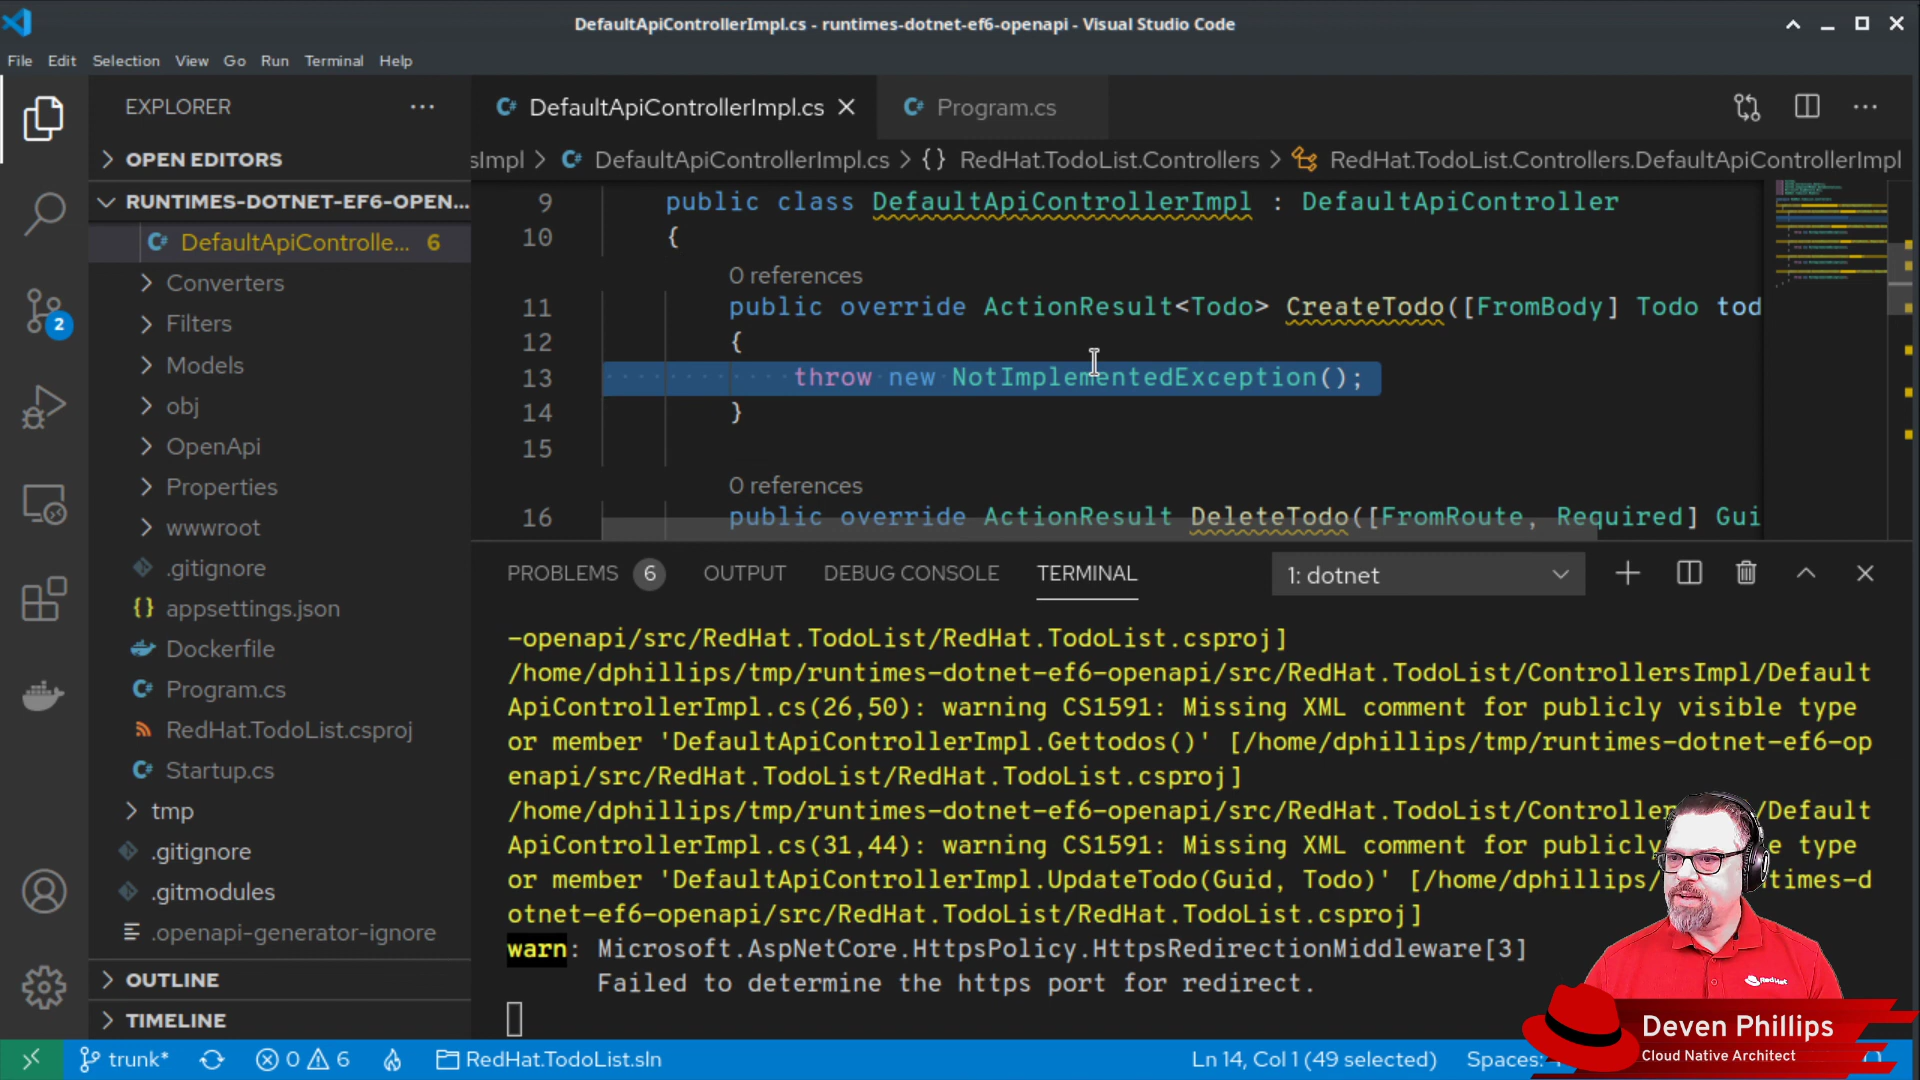 DefaultApiControllerImpl.cs - runtimes-dotnet-ef6-openapi - Visual Studio Code
File Edit Selection View Go Run Terminal Help
EXPLORER
OPEN EDITORS
RUNTIMES-DOTNET-EF6-OPEN...
DefaultApiControlle... 6
Converters
Filters
Models
obj
OpenApi
Properties
wwwroot
.gitignore
{} appsettings.json
Dockerfile
Program.cs
RedHat.TodoList.csproj
Startup.cs
tmp
.gitignore
.gitmodules
.openapi-generator-ignore
OUTLINE
TIMELINE
2
DefaultApiControllerImpl.cs
Program.cs
sImpl > DefaultApiControllerImpl.cs > {} RedHat.TodoList.Controllers > RedHat.TodoList.Controllers.DefaultApiControllerImpl
9 public class DefaultApiControllerImpl : DefaultApiController
10 {
0 references
11 public override ActionResult<Todo> CreateTodo([FromBody] Todo tod
12 {
13 throw new NotImplementedException();
14 }
15
0 references
16 public override ActionResult DeleteTodo([FromRoute, Required] Gui
PROBLEMS 6 OUTPUT DEBUG CONSOLE TERMINAL 1: dotnet
-openapi/src/RedHat.TodoList/RedHat.TodoList.csproj]
/home/dphillips/tmp/runtimes-dotnet-ef6-openapi/src/RedHat.TodoList/ControllersImpl/Default
ApiControllerImpl.cs(26,50): warning CS1591: Missing XML comment for publicly visible type
or member 'DefaultApiControllerImpl.Gettodos()' [/home/dphillips/tmp/runtimes-dotnet-ef6-op
enapi/src/RedHat.TodoList/RedHat.TodoList.csproj]
/home/dphillips/tmp/runtimes-dotnet-ef6-openapi/src/RedHat.TodoList/Controller /Default
ApiControllerImpl.cs(31,44): warning CS1591: Missing XML comment for publicly type
or member 'DefaultApiControllerImpl.UpdateTodo(Guid, Todo)' [/home/dphillips/ times-d
otnet-ef6-openapi/src/RedHat.TodoList/RedHat.TodoList.csproj]
warn: Microsoft.AspNetCore.HttpsPolicy.HttpsRedirectionMiddleware[3]
Failed to determine the https port for redirect.
RedHat
Deven Phillips
Cloud Native Architect
trunk* 0 6 RedHat.TodoList.sln Ln 14, Col 1 (49 selected) Spaces: